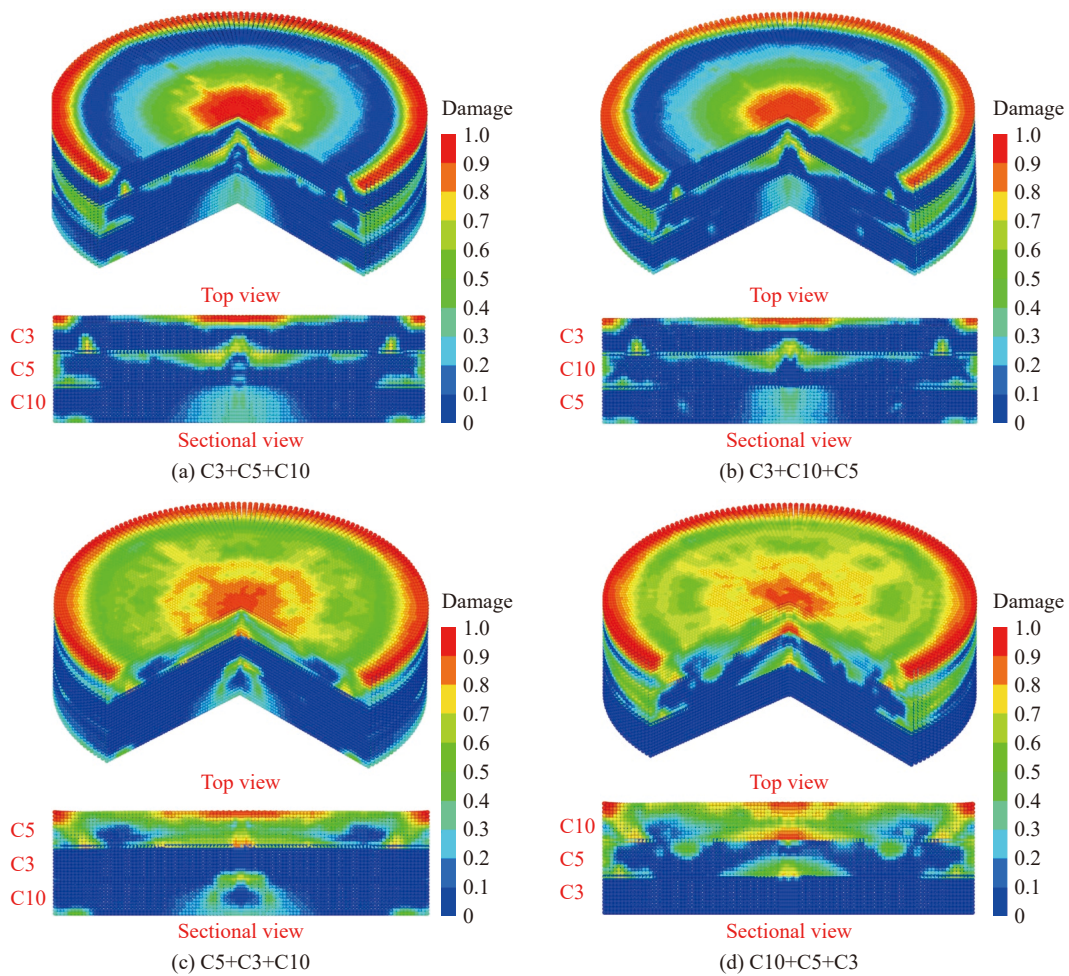 Damage
1.0
0.9
0.8
0.7
0.6
0.5
0.4
0.3
0.2
0.1
0
Top view
C3
C5
C10
Sectional view
(a) C3+C5+C10
Damage
1.0
0.9
0.8
0.7
0.6
0.5
0.4
0.3
0.2
0.1
0
Top view
C3
C10
C5
Sectional view
(b) C3+C10+C5
Damage
1.0
0.9
0.8
0.7
0.6
0.5
0.4
0.3
0.2
0.1
0
Top view
C5
C3
C10
Sectional view
(c) C5+C3+C10
Damage
1.0
0.9
0.8
0.7
0.6
0.5
0.4
0.3
0.2
0.1
0
Top view
C10
C5
C3
Sectional view
(d) C10+C5+C3